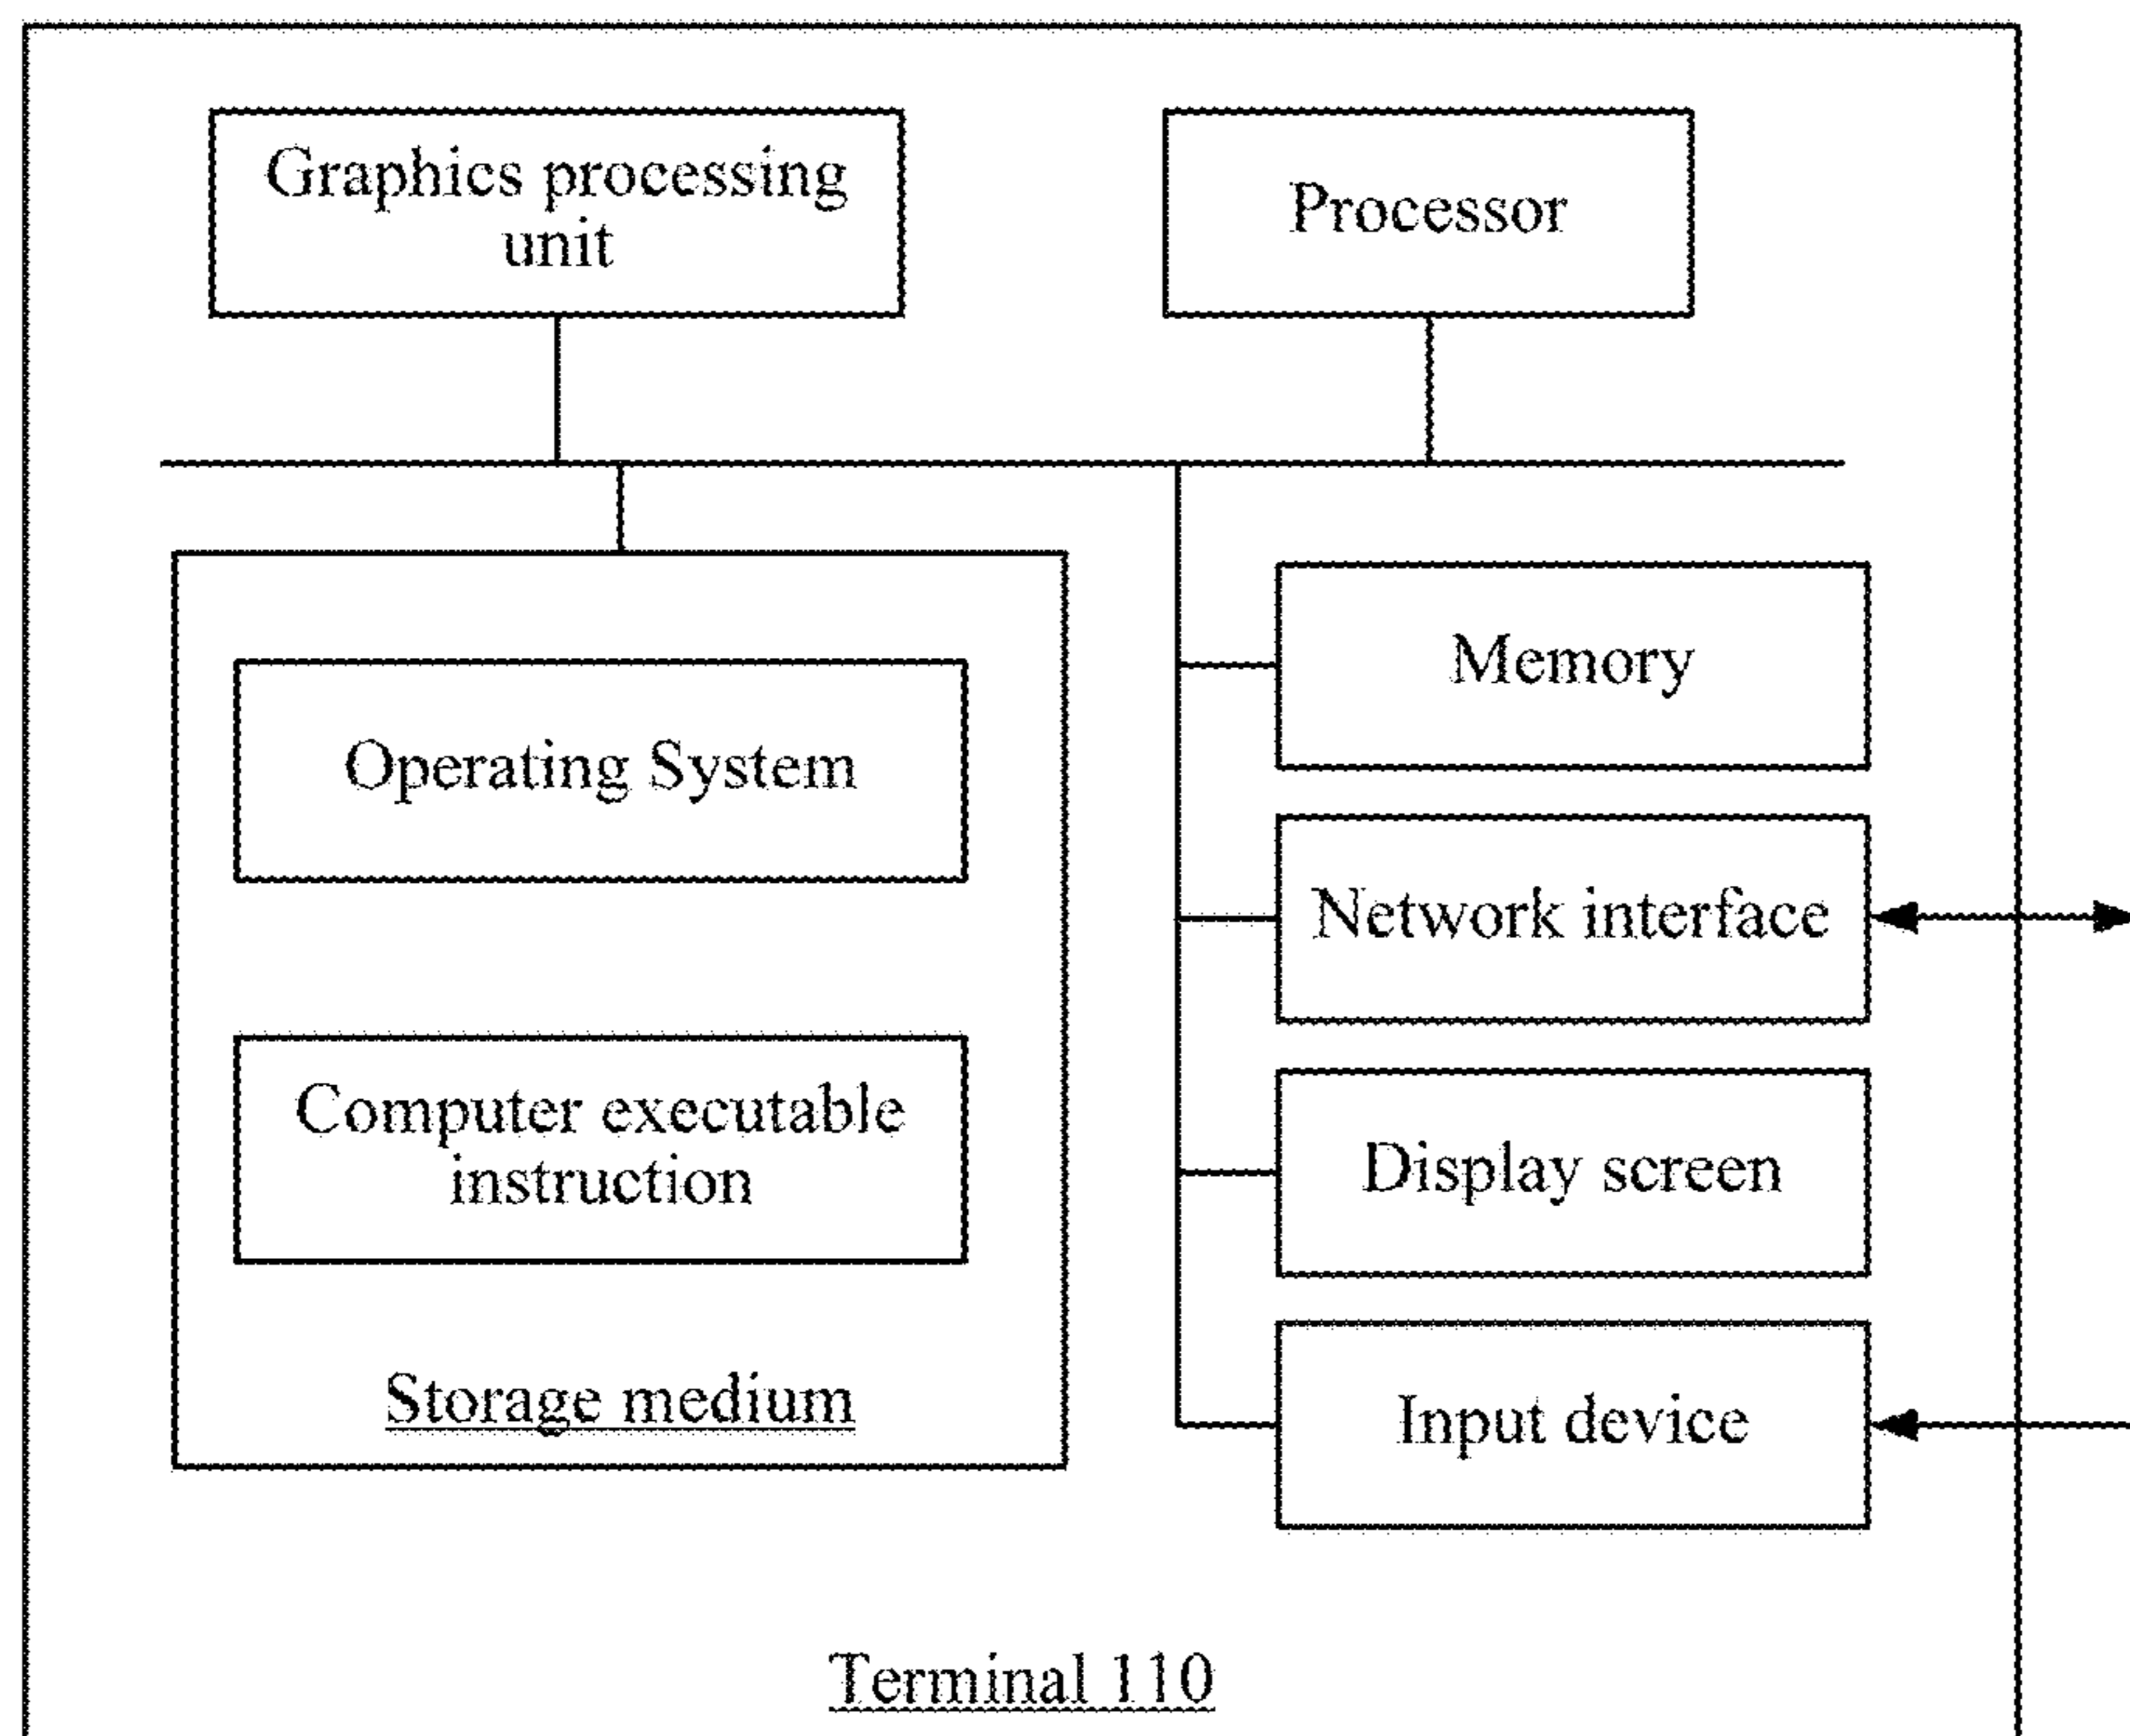 Graphics processing
unit
Processor
Operating System
Computer executable
instruction
Storage medium
Memory
Network interface
Display screen
Input device
Terminal 110